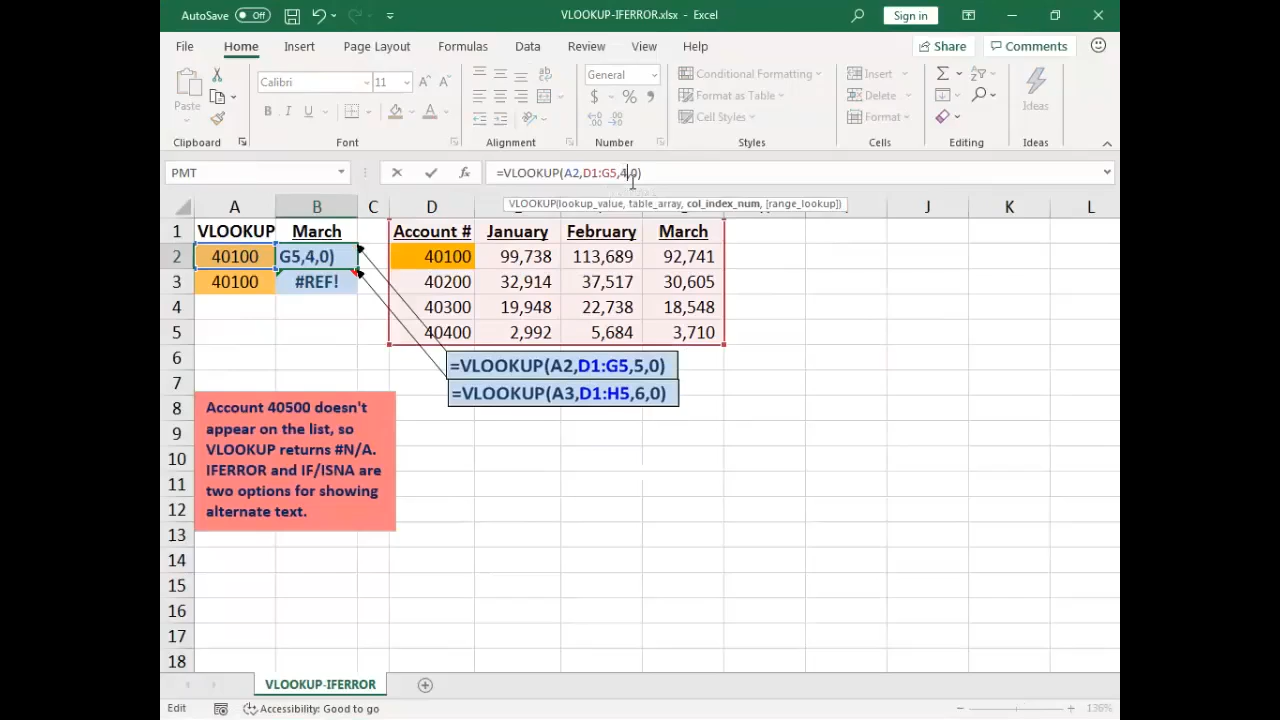 AutoSave Off VLOOKUP-IFERROR.xlsx - Excel Sign in
File Home Insert Page Layout Formulas Data Review View Help Share Comments
Paste Calibri 11 A A B I U A ab General $ % , Conditional Formatting Format as Table Cell Styles Insert Delete Format Ideas
Clipboard Font Alignment Number Styles Cells Ideas
PMT fx =VLOOKUP(A2,D1:G5,4,0)
VLOOKUP(lookup_value, table_array, col_index_num, [range_lookup])
A B C D J K L
1 VLOOKUP March Account # January February March
2 40100 G5,4,0) 40100 99,738 113,689 92,741
3 40100 #REF! 40200 32,914 37,517 30,605
4 40300 19,948 22,738 18,548
5 40400 2,992 5,684 3,710
6
=VLOOKUP(A2,D1:G5,5,0)
7
=VLOOKUP(A3,D1:H5,6,0)
8
Account 40500 doesn't
appear on the list, so
VLOOKUP returns #N/A.
IFERROR and IF/ISNA are
two options for showing
alternate text.
9
10
11
12
13
14
15
16
17
18
VLOOKUP-IFERROR
Edit Accessibility: Good to go 136%